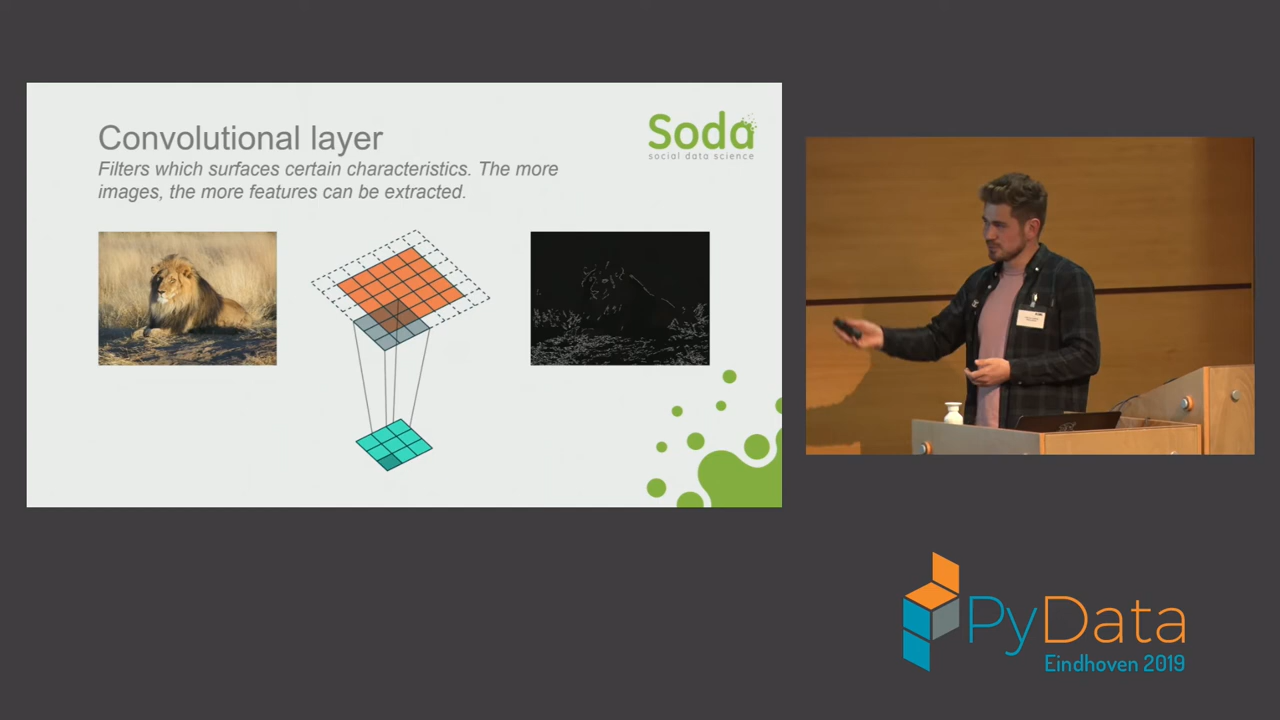 Convolutional layer
Filters which surfaces certain characteristics. The more
images, the more features can be extracted.
Soda
social data science
PyData
Eindhoven 2019